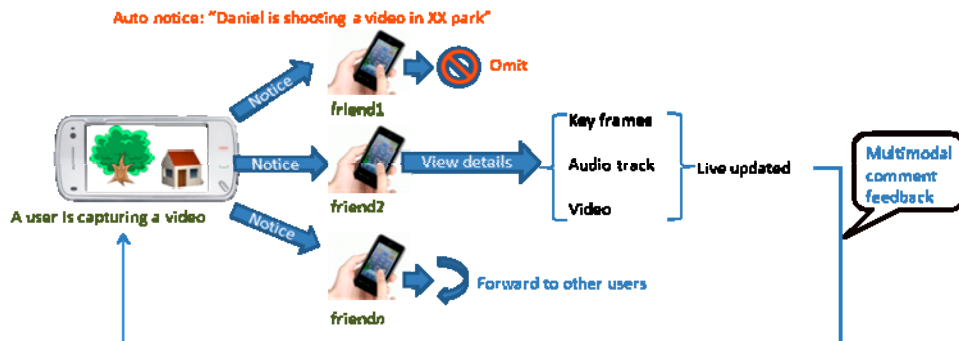 Auto notice: "Daniel is shooting a video in XX park"
Notice
Omit
friend1
Notice
View details
Key frames
Audio track
Video
Live updated
Multimodal
comment
feedback
friend2
A user is capturing a video
Notice
Forward to other users
friendn